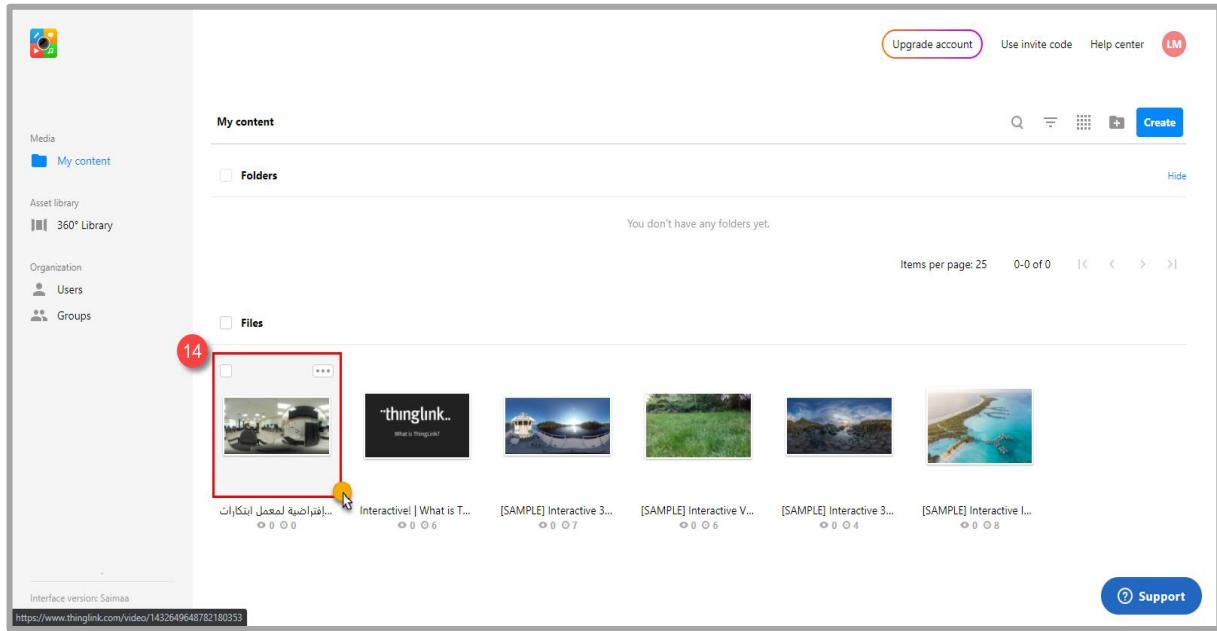 Upgrade account
Use invite code
Help center
LM
My content
Create
Media
My content
Folders
Hide
Asset library
360° Library
You don't have any folders yet.
Organization
Items per page: 25
0-0 of 0
Users
Groups
Files
14
··thınglınk..
What is ThingLink?
...إفتراضية لمعمل ابتكارات
Interactive! | What is T...
[SAMPLE] Interactive 3...
[SAMPLE] Interactive V...
[SAMPLE] Interactive 3...
[SAMPLE] Interactive I...
0 0
0 6
0 7
0 6
0 4
0 8
Interface version: Saimaa
Support
https://www.thinglink.com/video/1432649648782180353